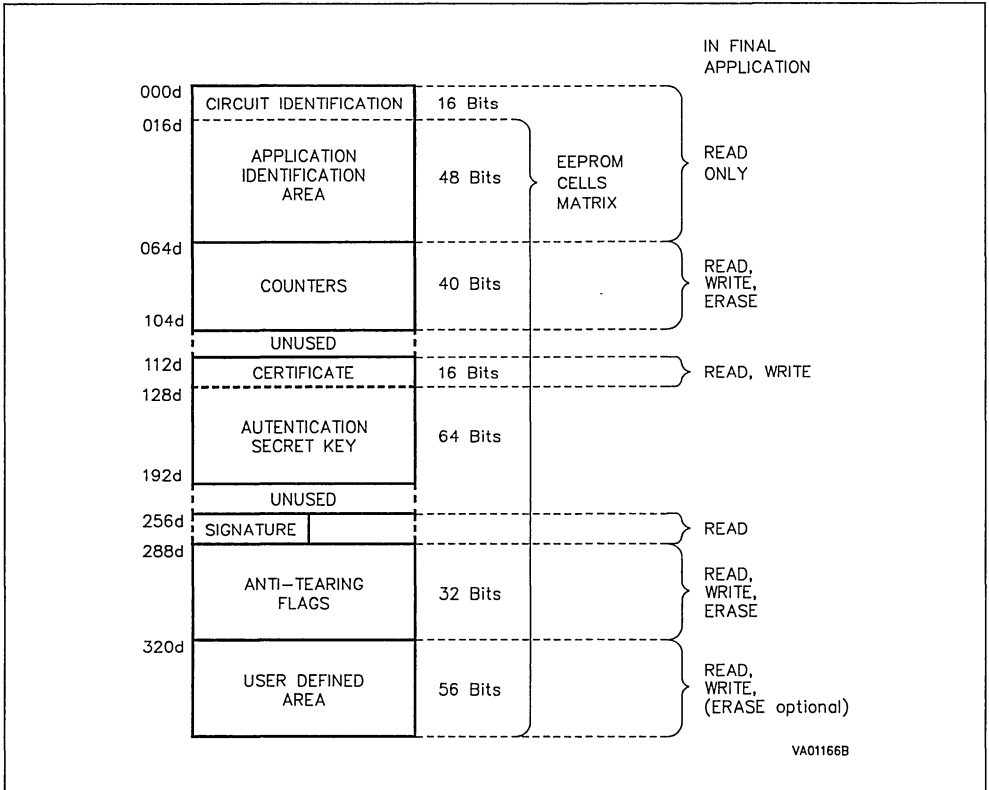 IN FINAL
APPLICATION
000d
CIRCUIT IDENTIFICATION
16 Bits
016d
APPLICATION
IDENTIFICATION
AREA
48 Bits
EEPROM
CELLS
MATRIX
READ
ONLY
064d
COUNTERS
40 Bits
READ,
WRITE,
ERASE
104d
UNUSED
112d
CERTIFICATE
16 Bits
READ, WRITE
128d
AUTENTICATION
SECRET KEY
64 Bits
192d
UNUSED
256d
SIGNATURE
READ
288d
ANTI-TEARING
FLAGS
32 Bits
READ,
WRITE,
ERASE
320d
USER DEFINED
AREA
56 Bits
READ,
WRITE,
(ERASE optional)
VA01166B